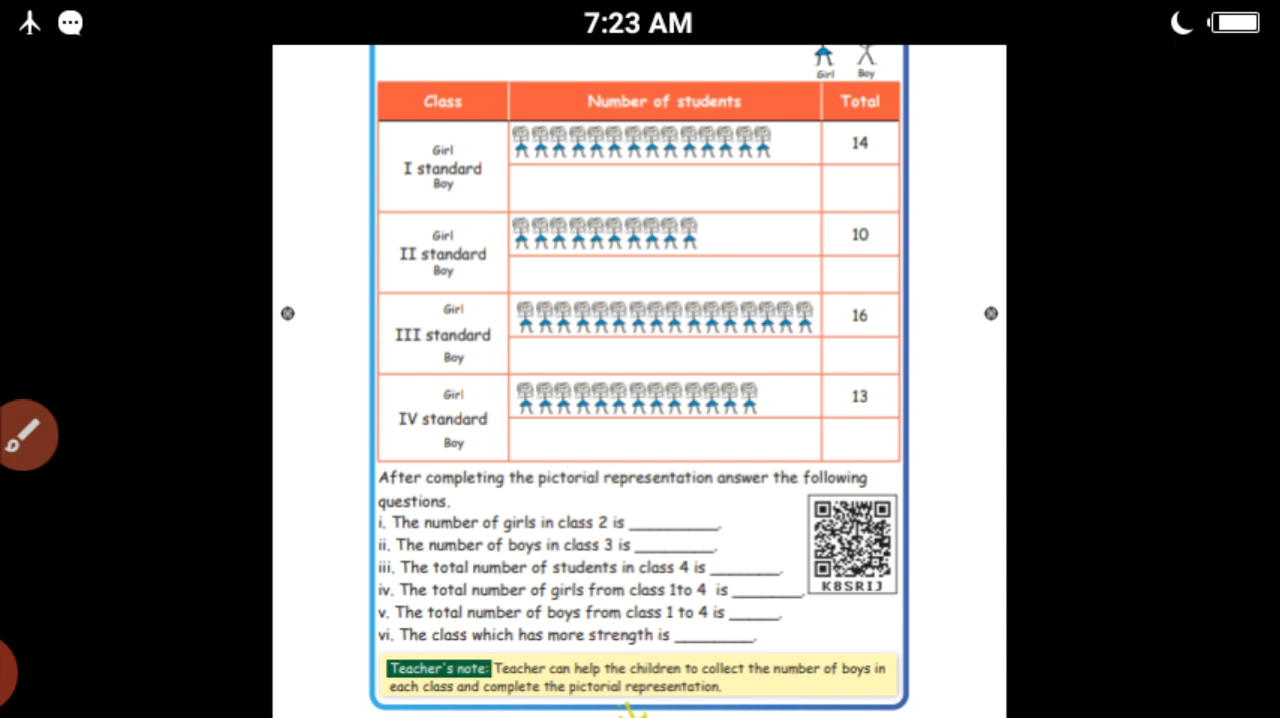 7:23 AM
Girl Boy
Class Number of students Total
Girl
I standard
Boy
14
Girl
II standard
Boy
10
Girl
III standard
Boy
16
Girl
IV standard
Boy
13
After completing the pictorial representation answer the following
questions.
i. The number of girls in class 2 is __________.
ii. The number of boys in class 3 is _________.
iii. The total number of students in class 4 is ________.
iv. The total number of girls from class 1to 4 is ________.
v. The total number of boys from class 1 to 4 is ______.
vi. The class which has more strength is _________.
K8SRIJ
Teacher's note: Teacher can help the children to collect the number of boys in
each class and complete the pictorial representation.